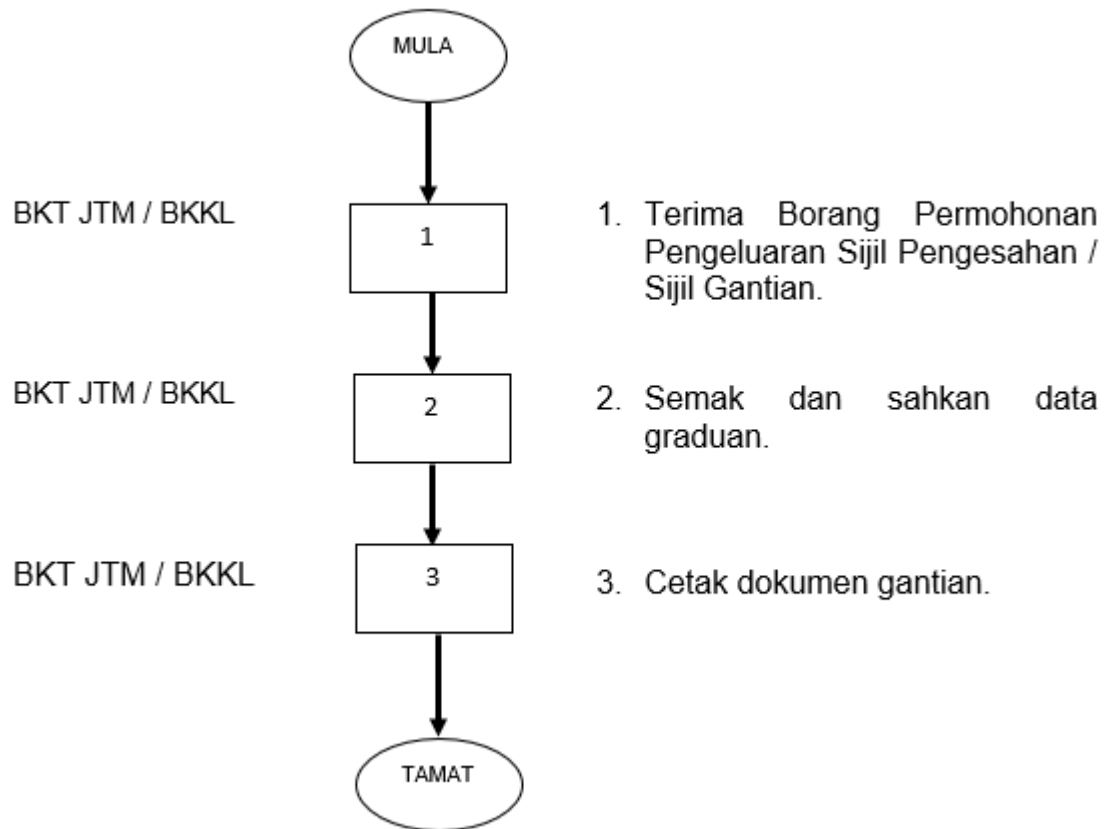 MULA
BKT JTM / BKKL
1
1. Terima Borang Permohonan
Pengeluaran Sijil Pengesahan /
Sijil Gantian.
BKT JTM / BKKL
2
2. Semak dan sahkan data
graduan.
BKT JTM / BKKL
3
3. Cetak dokumen gantian.
TAMAT